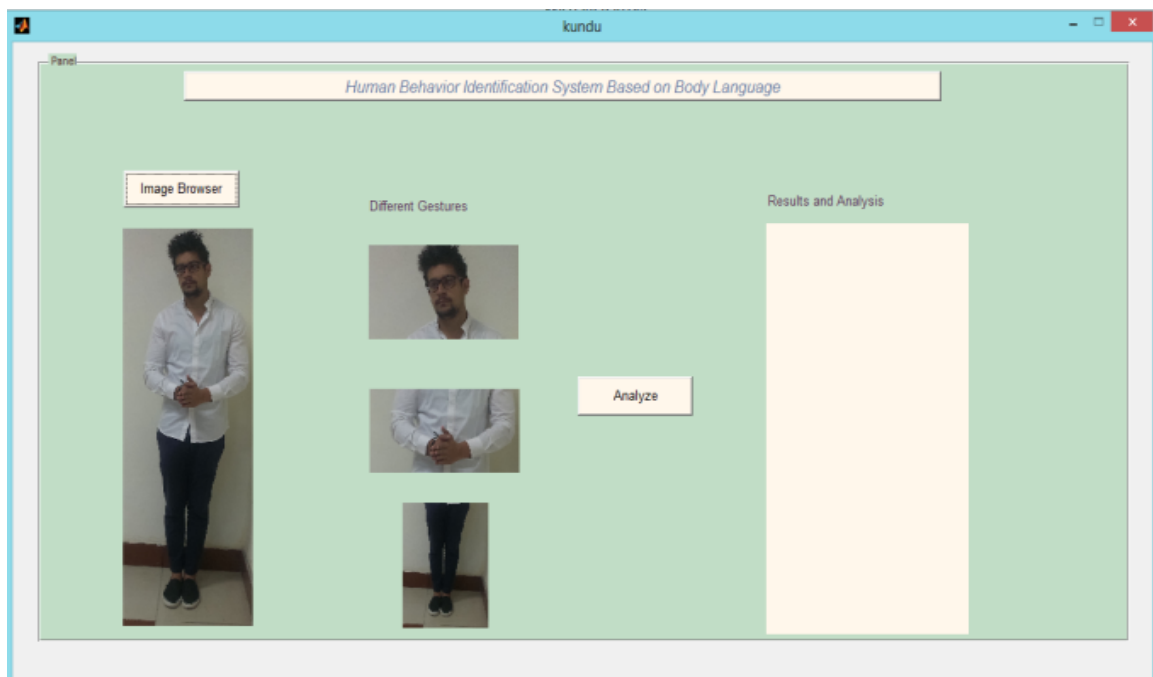 kundu
Panel
Human Behavior Identification System Based on Body Language
Image Browser
Different Gestures
Results and Analysis
Analyze